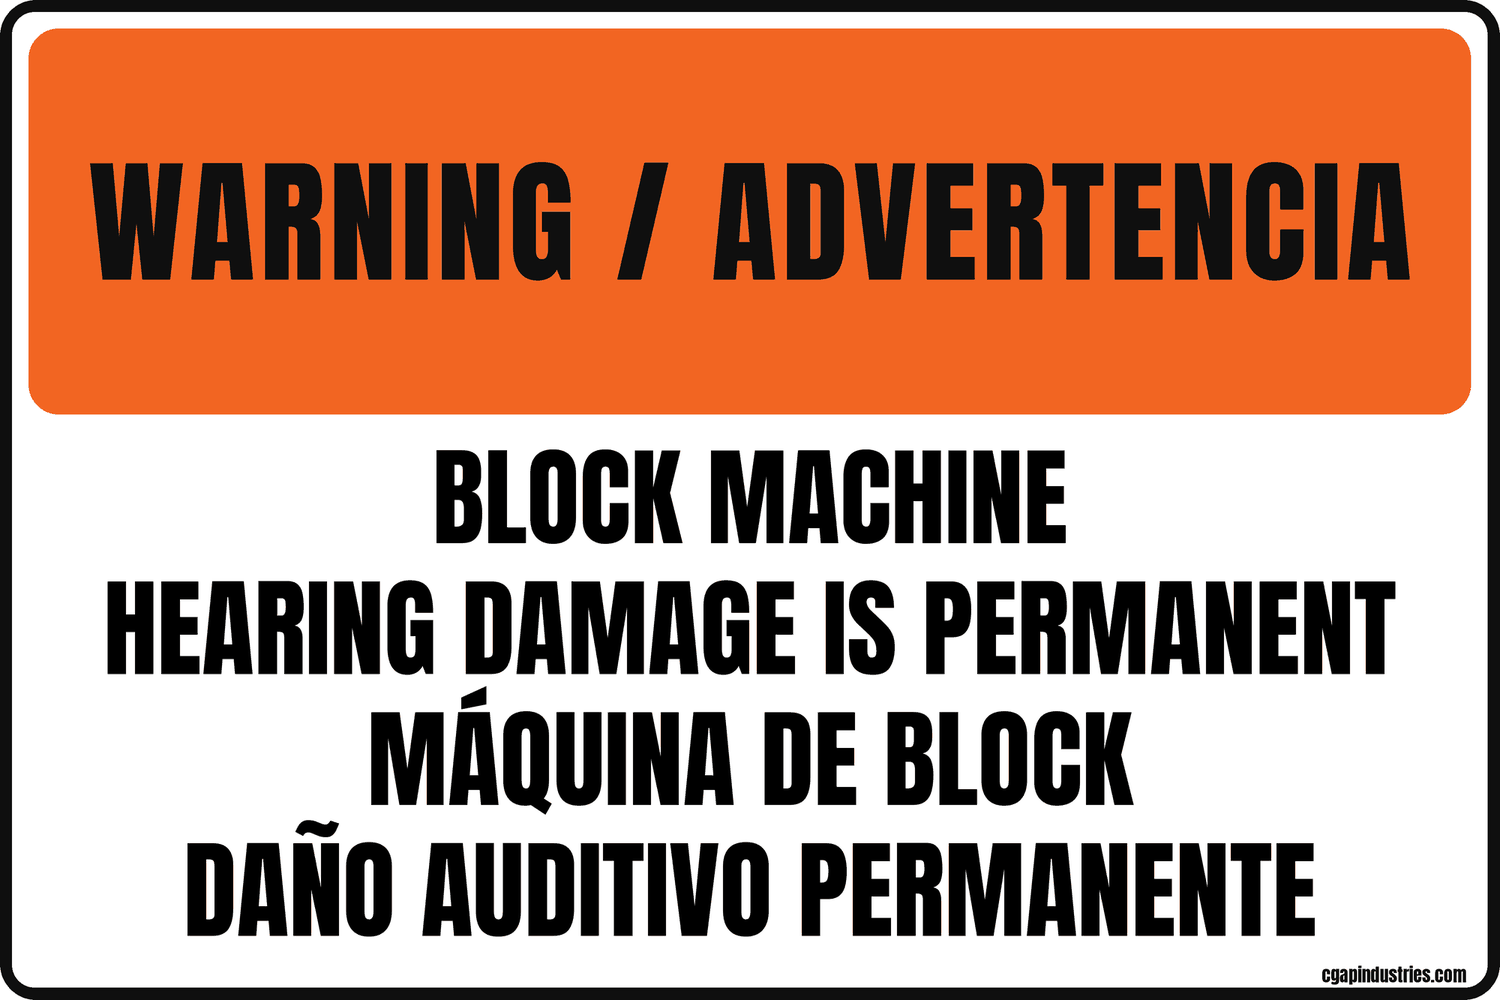 WARNING / ADVERTENCIA
BLOCK MACHINE
HEARING DAMAGE IS PERMANENT
MÁQUINA DE BLOCK
DAÑO AUDITIVO PERMANENTE
cgapindustries.com